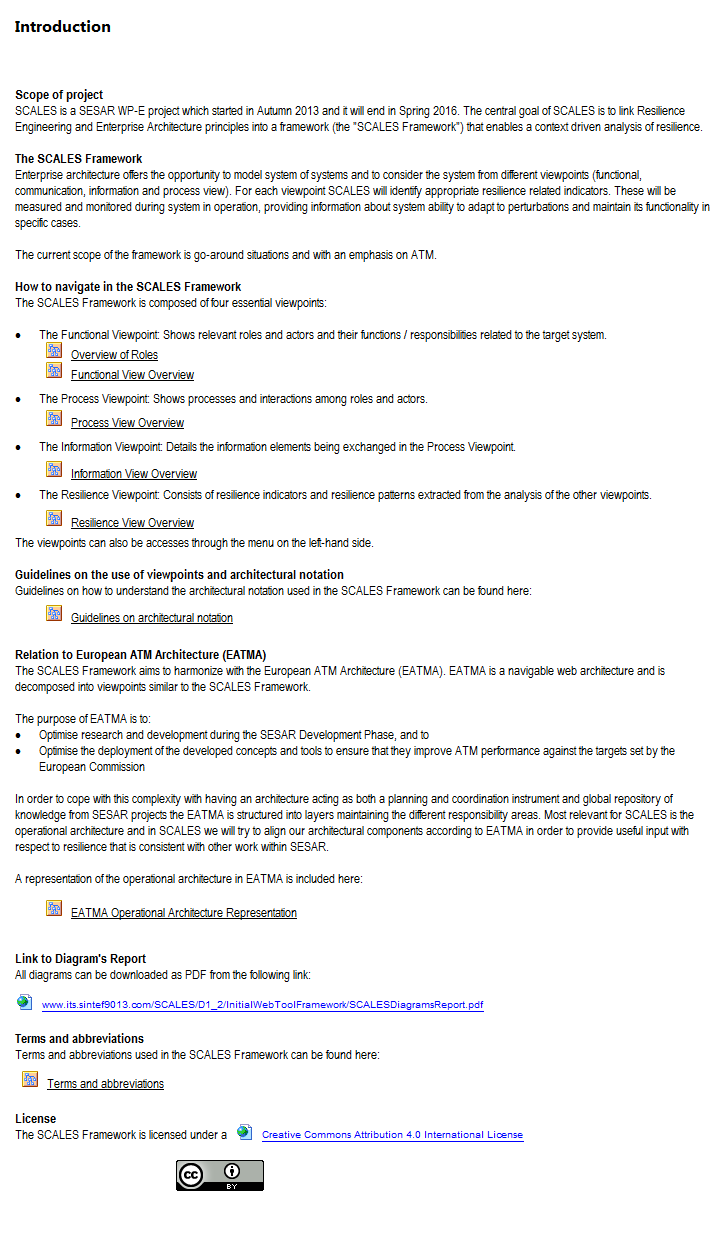 Introduction
Scope of project
SCALES is a SESAR WP-E project which started in Autumn 2013 and it will end in Spring 2016. The central goal of SCALES is to link Resilience
Engineering and Enterprise Architecture principles into a framework (the "SCALES Framework") that enables a context driven analysis of resilience.
The SCALES Framework
Enterprise architecture offers the opportunity to model system of systems and to consider the system from different viewpoints (functional,
communication, information and process view). For each viewpoint SCALES will identify appropriate resilience related indicators. These will be
measured and monitored during system in operation, providing information about system ability to adapt to perturbations and maintain its functionality in
specific cases.
The current scope of the framework is go-around situations and with an emphasis on ATM.
How to navigate in the SCALES Framework
The SCALES Framework is composed of four essential viewpoints:
• The Functional Viewpoint: Shows relevant roles and actors and their functions / responsibilities related to the target system.
Overview of Roles
Functional View Overview
• The Process Viewpoint: Shows processes and interactions among roles and actors.
Process View Overview
• The Information Viewpoint: Details the information elements being exchanged in the Process Viewpoint.
Information View Overview
• The Resilience Viewpoint: Consists of resilience indicators and resilience patterns extracted from the analysis of the other viewpoints.
Resilience View Overview
The viewpoints can also be accesses through the menu on the left-hand side.
Guidelines on the use of viewpoints and architectural notation
Guidelines on how to understand the architectural notation used in the SCALES Framework can be found here:
Guidelines on architectural notation
Relation to European ATM Architecture (EATMA)
The SCALES Framework aims to harmonize with the European ATM Architecture (EATMA). EATMA is a navigable web architecture and is
decomposed into viewpoints similar to the SCALES Framework.
The purpose of EATMA is to:
• Optimise research and development during the SESAR Development Phase, and to
• Optimise the deployment of the developed concepts and tools to ensure that they improve ATM performance against the targets set by the
European Commission
In order to cope with this complexity with having an architecture acting as both a planning and coordination instrument and global repository of
knowledge from SESAR projects the EATMA is structured into layers maintaining the different responsibility areas. Most relevant for SCALES is the
operational architecture and in SCALES we will try to align our architectural components according to EATMA in order to provide useful input with
respect to resilience that is consistent with other work within SESAR.
A representation of the operational architecture in EATMA is included here:
EATMA Operational Architecture Representation
Link to Diagram's Report
All diagrams can be downloaded as PDF from the following link:
www.its.sintef9013.com/SCALES/D1_2/InitialWebToolFramework/SCALESDiagramsReport.pdf
Terms and abbreviations
Terms and abbreviations used in the SCALES Framework can be found here:
Terms and abbreviations
License
The SCALES Framework is licensed under a Creative Commons Attribution 4.0 International License
cc BY